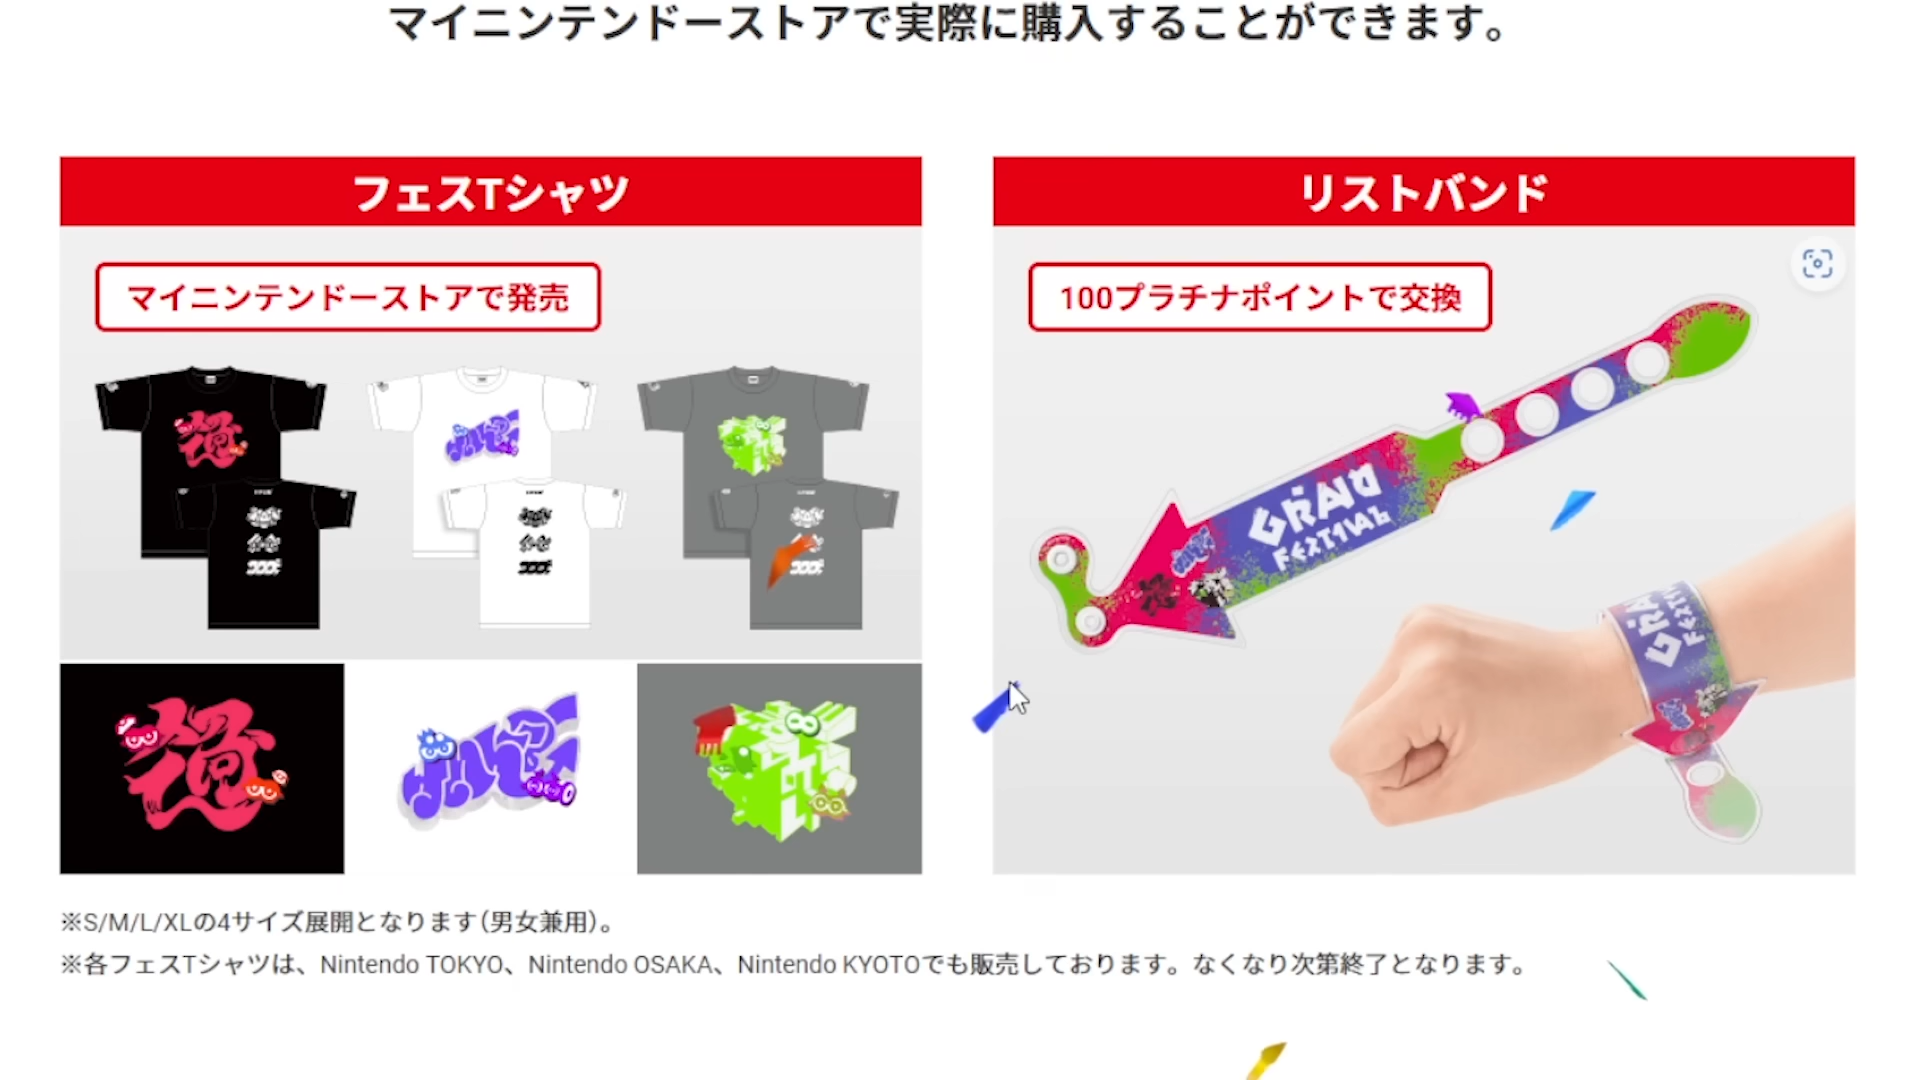 マイニンテンドーストアで実際に購入することができます。
フェスTシャツ
リストバンド
マイニンテンドーストアで発売
100プラチナポイントで交換
GRAND
FESTIVAL
※S/M/L/XLの4サイズ展開となります（男女兼用）。
※各フェスTシャツは、Nintendo TOKYO、Nintendo OSAKA、Nintendo KYOTOでも販売しております。なくなり次第終了となります。